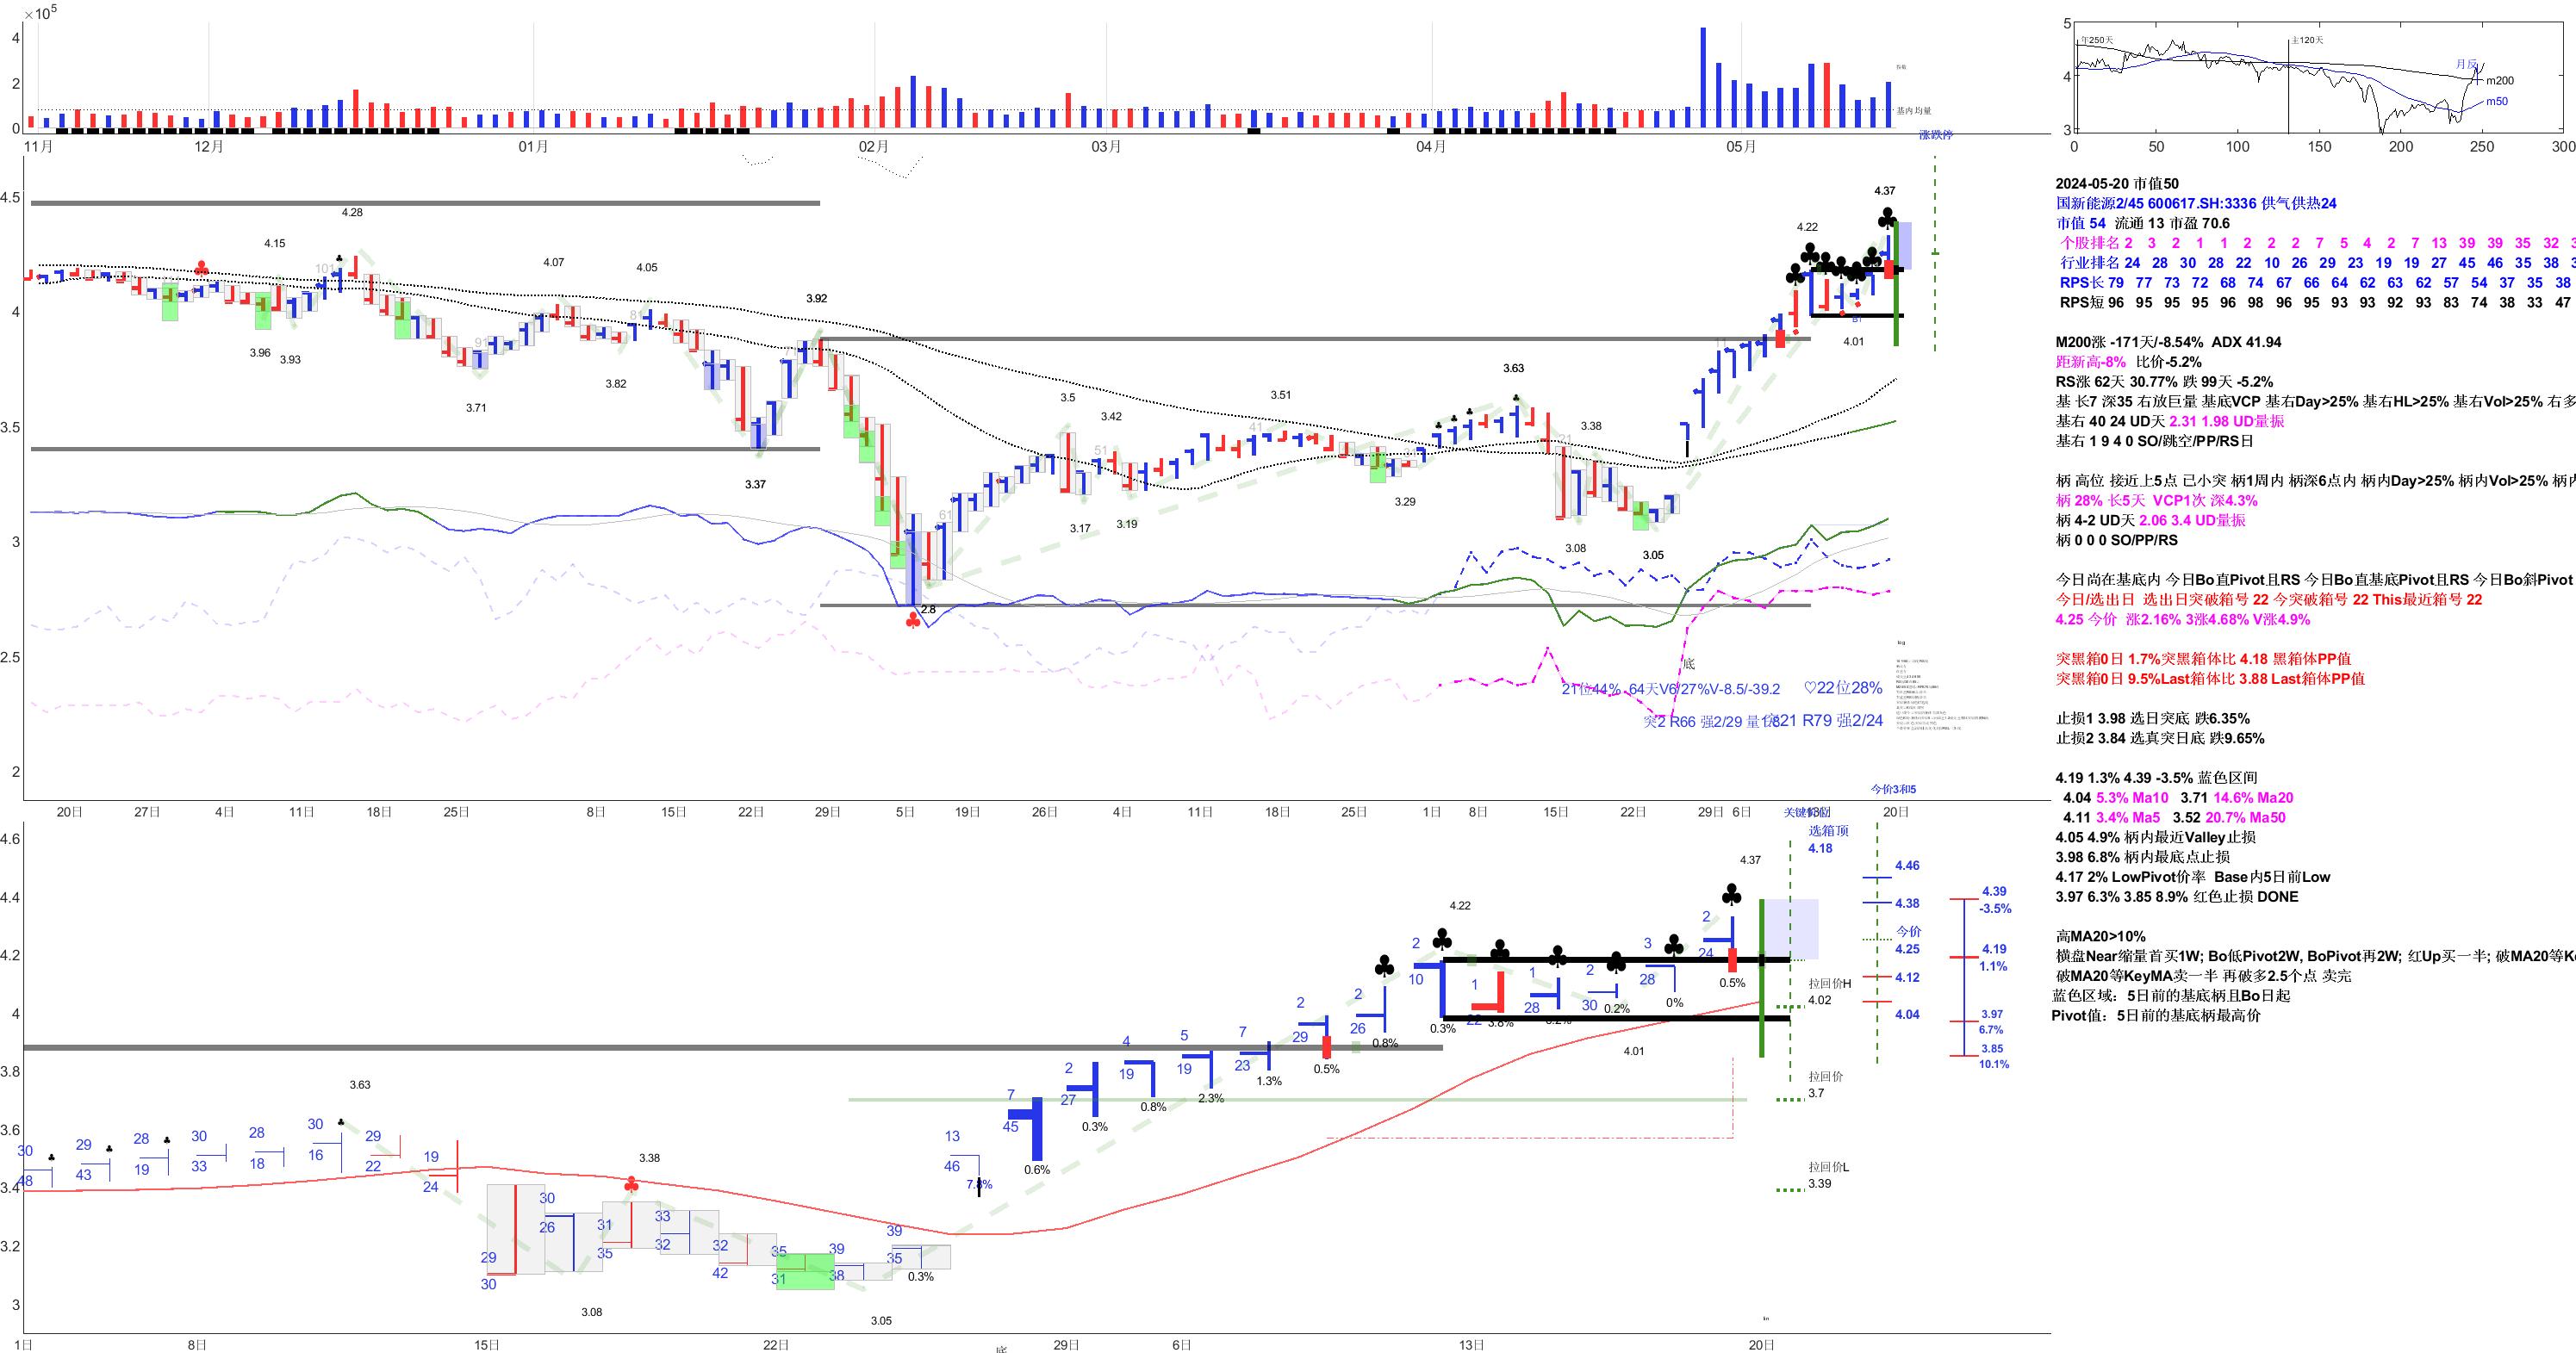 ×10⁵
4
2
0
基内均量
11月 12月 01月 02月 03月 04月 05月
涨跌停
5
4
3
年250天
主120天
月反
m200
m50
0 50 100 150 200 250 300
4.5
4
3.5
3
2.5
2
4.28
4.15
4.07
4.05
3.92
4.22
4.37
3.96
3.93
3.82
3.71
3.37
4.01
3.5
3.42
3.51
3.63
3.38
3.17
3.19
3.29
3.08
3.05
2.8
底
21位44% 64天V6/27%V-8.5/-39.2
♡22位28%
突2 R66 强2/29
R79 强2/24
20日 27日 4日 11日 18日 25日 8日 15日 22日 29日 5日 19日 26日 4日 11日 18日 25日 1日 8日 15日 22日 29日 6日 20日
今价3和5
2024-05-20 市值50
国新能源2/45 600617.SH:3336 供气供热24
市值 54 流通 13 市盈 70.6
个股排名 2 3 2 1 1 2 2 2 7 5 4 2 7 13 39 39 35 32
行业排名 24 28 30 28 22 10 26 29 23 19 19 27 45 46 35 38
RPS长 79 77 73 72 68 74 67 66 64 62 63 62 57 54 37 35 38
RPS短 96 95 95 95 96 98 96 95 93 93 92 93 83 74 38 33 47
M200涨 -171天/-8.54% ADX 41.94
距新高-8% 比价-5.2%
RS涨 62天 30.77% 跌 99天 -5.2%
基 长7 深35 右放巨量 基底VCP 基右Day>25% 基右HL>25% 基右Vol>25% 右多
基右 40 24 UD天 2.31 1.98 UD量振
基右 1 9 4 0 SO/跳空/PP/RS日
柄 高位 接近上5点 已小突 柄1周内 柄深6点内 柄内Day>25% 柄内Vol>25%
柄 28% 长5天 VCP1次 深4.3%
柄 4-2 UD天 2.06 3.4 UD量振
柄 0 0 0 SO/PP/RS
今日尚在基底内 今日Bo直Pivot且RS 今日Bo直基底Pivot且RS 今日Bo斜Pivot
今日/选出日 选出日突破箱号 22 今突破箱号 22 This最近箱号 22
4.25 今价 涨2.16% 3涨4.68% V涨4.9%
突黑箱0日 1.7%突黑箱体比 4.18 黑箱体PP值
突黑箱0日 9.5%Last箱体比 3.88 Last箱体PP值
止损1 3.98 选日突底 跌6.35%
止损2 3.84 选真突日底 跌9.65%
4.19 1.3% 4.39 -3.5% 蓝色区间
4.04 5.3% Ma10 3.71 14.6% Ma20
4.11 3.4% Ma5 3.52 20.7% Ma50
4.05 4.9% 柄内最近Valley止损
3.98 6.8% 柄内最底点止损
4.17 2% LowPivot价率 Base内5日前Low
3.97 6.3% 3.85 8.9% 红色止损 DONE
高MA20>10%
横盘Near缩量首买1W; Bo低Pivot2W, BoPivot再2W; 红Up买一半; 破MA20等
破MA20等KeyMA卖一半 再破多2.5个点 卖完
蓝色区域：5日前的基底柄且Bo日起
Pivot值：5日前的基底柄最高价
4.6
4.4
4.2
4
3.8
3.6
3.4
3.2
3
选箱顶
4.18
4.46
4.38
今价
4.25
4.12
4.04
4.39
-3.5%
4.19
1.1%
3.97
6.7%
3.85
10.1%
拉回价H
4.02
拉回价
3.7
拉回价L
3.39
4.37
4.22
4.01
3.63
3.38
3.08
3.05
30 29 28 30 28 30 29 19
48 43 19 33 18 16 22 24
29 30 31 33 32 35 39 39
30 26 35 32 42 31 38 35
13 7 2 4 5 7 2 2 2 1 1 2 3 2
46 45 27 19 19 23 29 26 10 22 28 30 28 24
0.3% 7.8% 0.6% 0.3% 0.8% 2.3% 1.3% 0.5% 0.8% 0.3% 3.8% 0.2% 0.2% 0% 0.5%
1日 8日 15日 22日 29日 6日 13日 20日
底